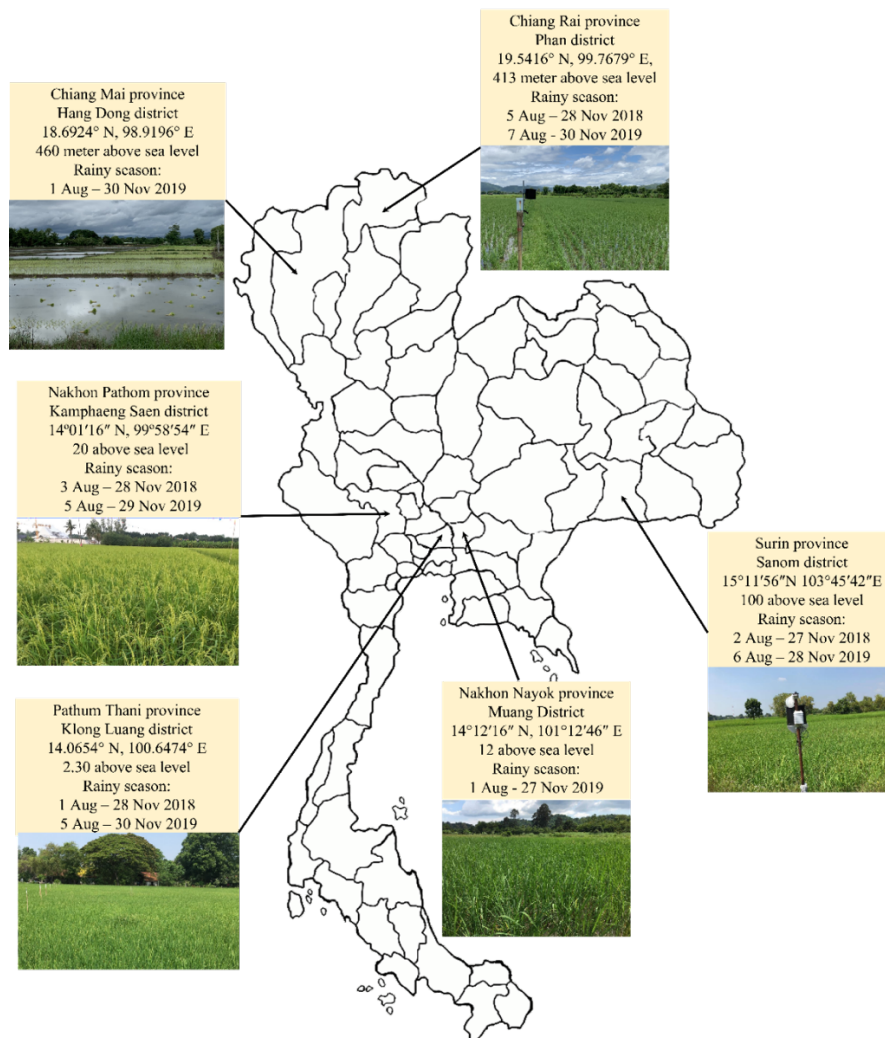 Chiang Rai province
Phan district
19.5416° N, 99.7679° E,
413 meter above sea level
Rainy season:
5 Aug – 28 Nov 2018
7 Aug - 30 Nov 2019
Chiang Mai province
Hang Dong district
18.6924° N, 98.9196° E
460 meter above sea level
Rainy season:
1 Aug – 30 Nov 2019
Nakhon Pathom province
Kamphaeng Saen district
14º01′16″ N, 99º58′54″ E
20 above sea level
Rainy season:
3 Aug – 28 Nov 2018
5 Aug – 29 Nov 2019
Surin province
Sanom district
15°11′56″N 103°45′42″E
100 above sea level
Rainy season:
2 Aug – 27 Nov 2018
6 Aug – 28 Nov 2019
Pathum Thani province
Klong Luang district
14.0654° N, 100.6474° E
2.30 above sea level
Rainy season:
1 Aug – 28 Nov 2018
5 Aug – 30 Nov 2019
Nakhon Nayok province
Muang District
14°12′16″ N, 101°12′46″ E
12 above sea level
Rainy season:
1 Aug - 27 Nov 2019